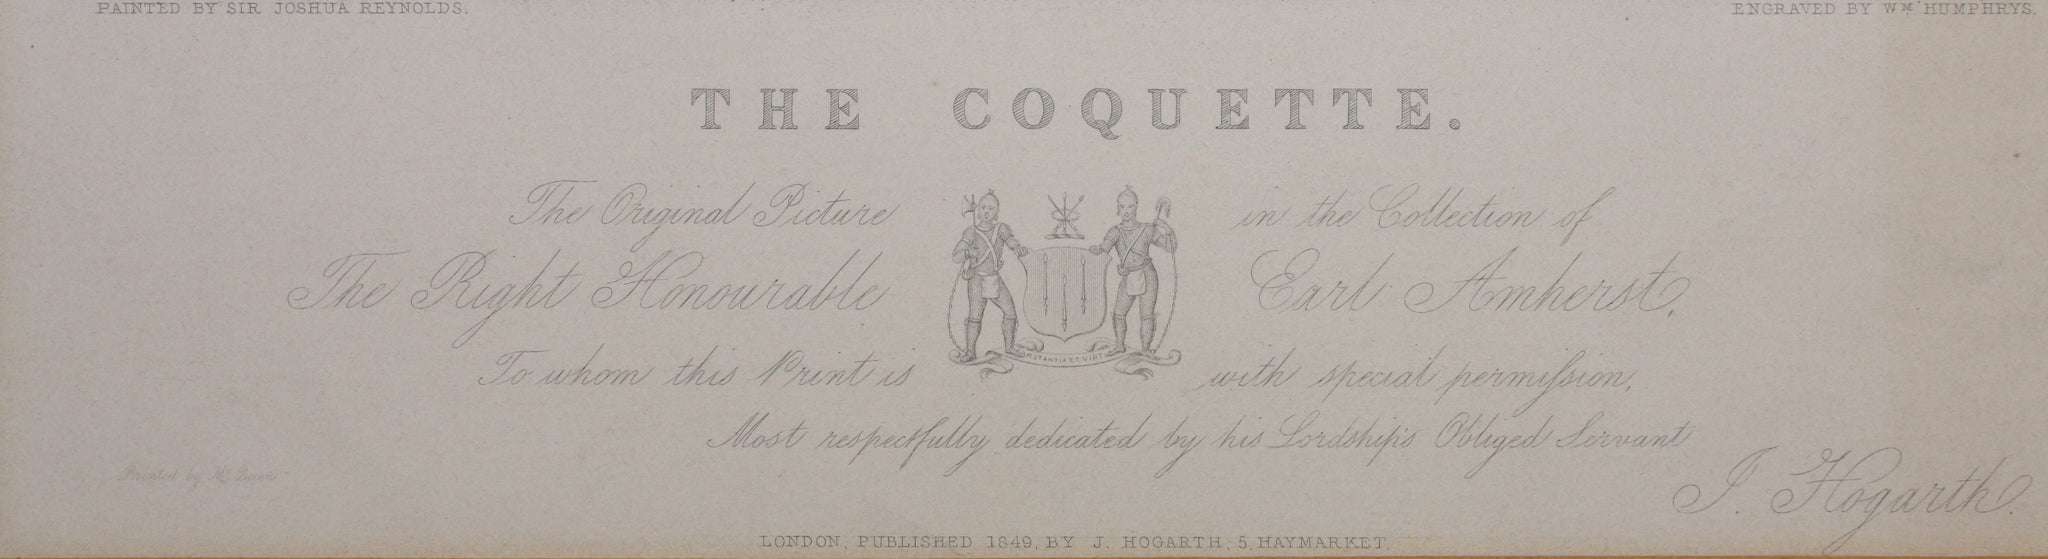 PAINTED BY SIR JOSHUA REYNOLDS.
ENGRAVED BY Wᴹ HUMPHRYS.
THE COQUETTE.
The Original Picture in the Collection of
The Right Honourable Earl Amherst,
To whom this Print is with special permiſsion,
Most respectfully dedicated by his Lordship's Obliged Servant
J. Hogarth.
Printed by McQueen
LONDON, PUBLISHED 1849, BY J. HOGARTH, 5, HAYMARKET.